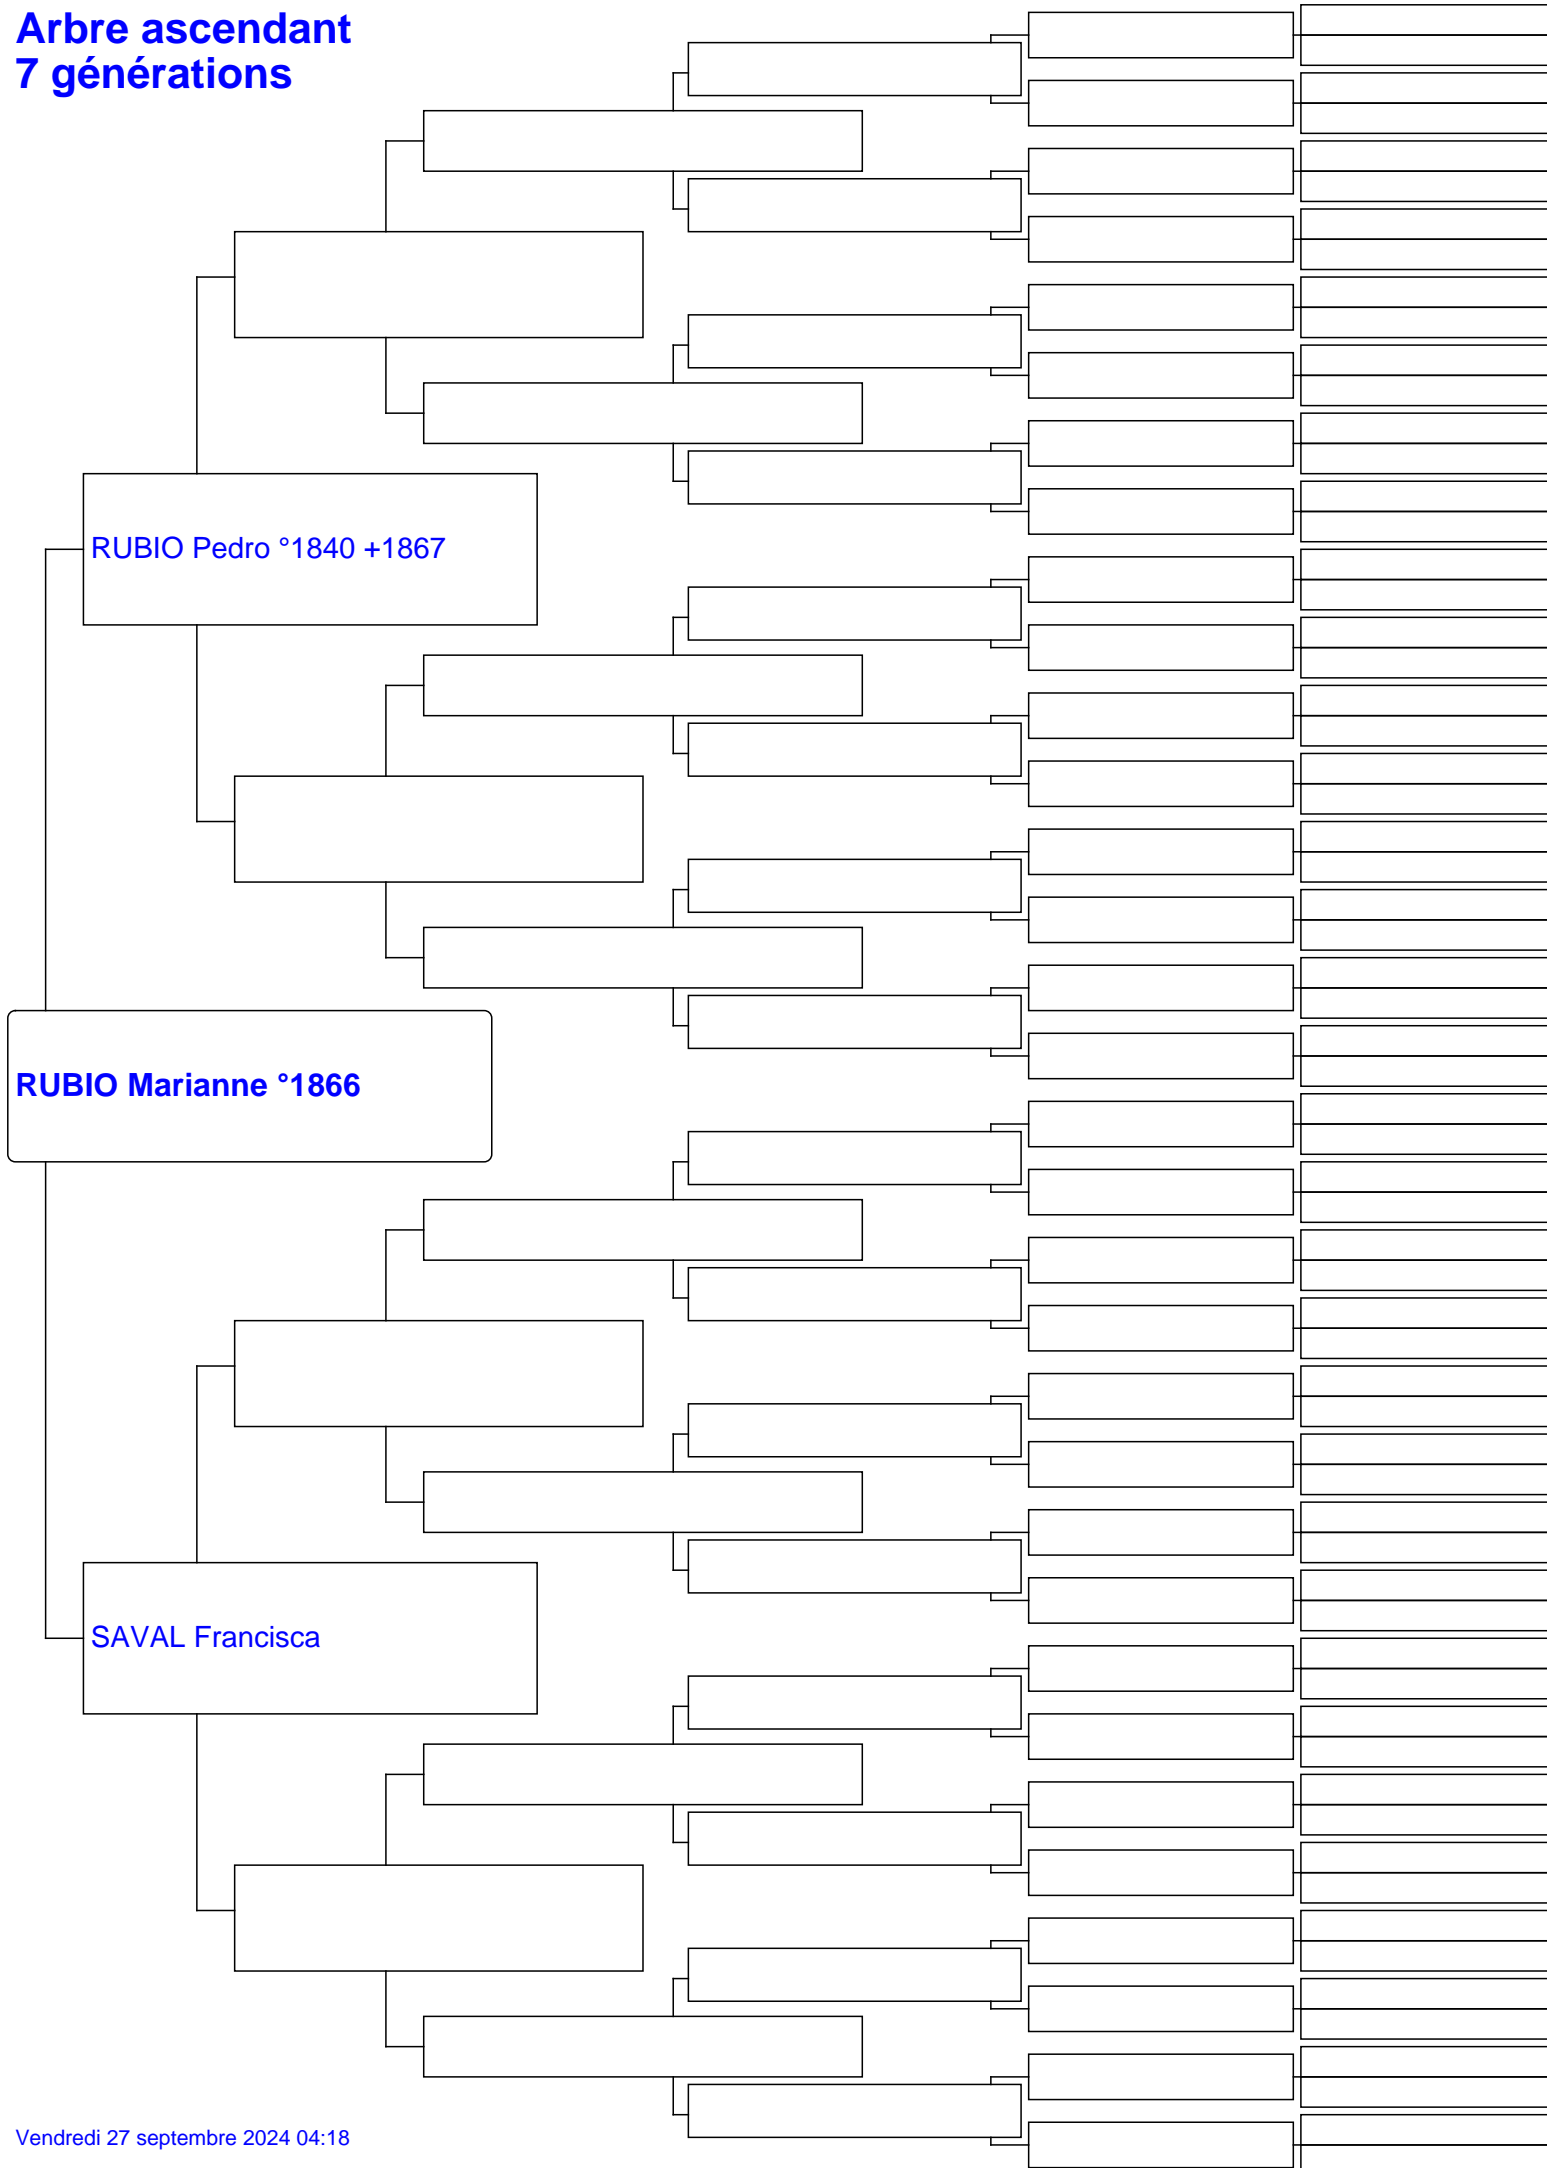 Arbre ascendant
7 générations
RUBIO Pedro °1840 +1867
RUBIO Marianne °1866
SAVAL Francisca
Vendredi 27 septembre 2024 04:18